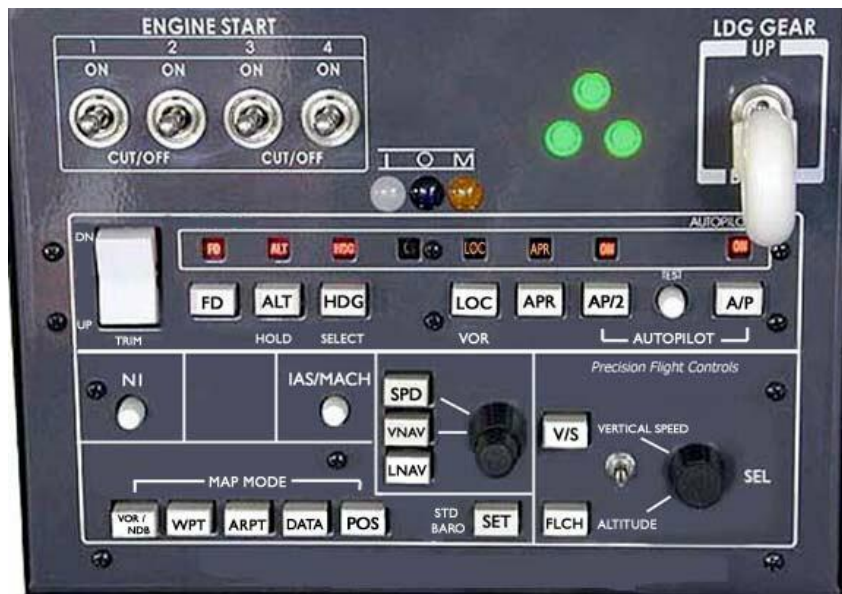 ENGINE START
1 2 3 4
ON ON ON ON
CUT/OFF CUT/OFF
LDG GEAR
UP
I O M
AUTOPILO
DN
UP
TRIM
FD ALT HDG LOC APR ON ON
FD ALT HDG LOC APR AP/2 TEST A/P
HOLD SELECT VOR AUTOPILOT
Precision Flight Controls
N1 IAS/MACH
SPD
VNAV
LNAV
V/S VERTICAL SPEED
SEL
MAP MODE
VOR / NDB WPT ARPT DATA POS
STD BARO SET
FLCH ALTITUDE